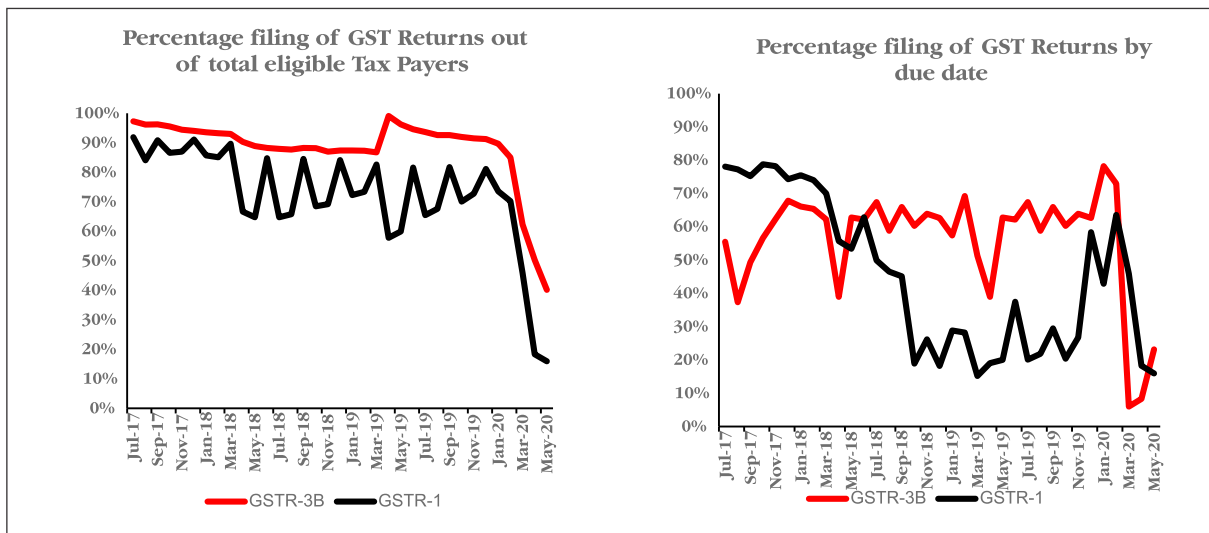 Percentage filing of GST Returns out
of total eligible Tax Payers
100%
90%
80%
70%
60%
50%
40%
30%
20%
10%
0%
Jul-17
Sep-17
Nov-17
Jan-18
Mar-18
May-18
Jul-18
Sep-18
Nov-18
Jan-19
Mar-19
May-19
Jul-19
Sep-19
Nov-19
Jan-20
Mar-20
May-20
GSTR-3B GSTR-1
Percentage filing of GST Returns by
due date
100%
90%
80%
70%
60%
50%
40%
30%
20%
10%
0%
Jul-17
Sep-17
Nov-17
Jan-18
Mar-18
May-18
Jul-18
Sep-18
Nov-18
Jan-19
Mar-19
May-19
Jul-19
Sep-19
Nov-19
Jan-20
Mar-20
May-20
GSTR-3B GSTR-1